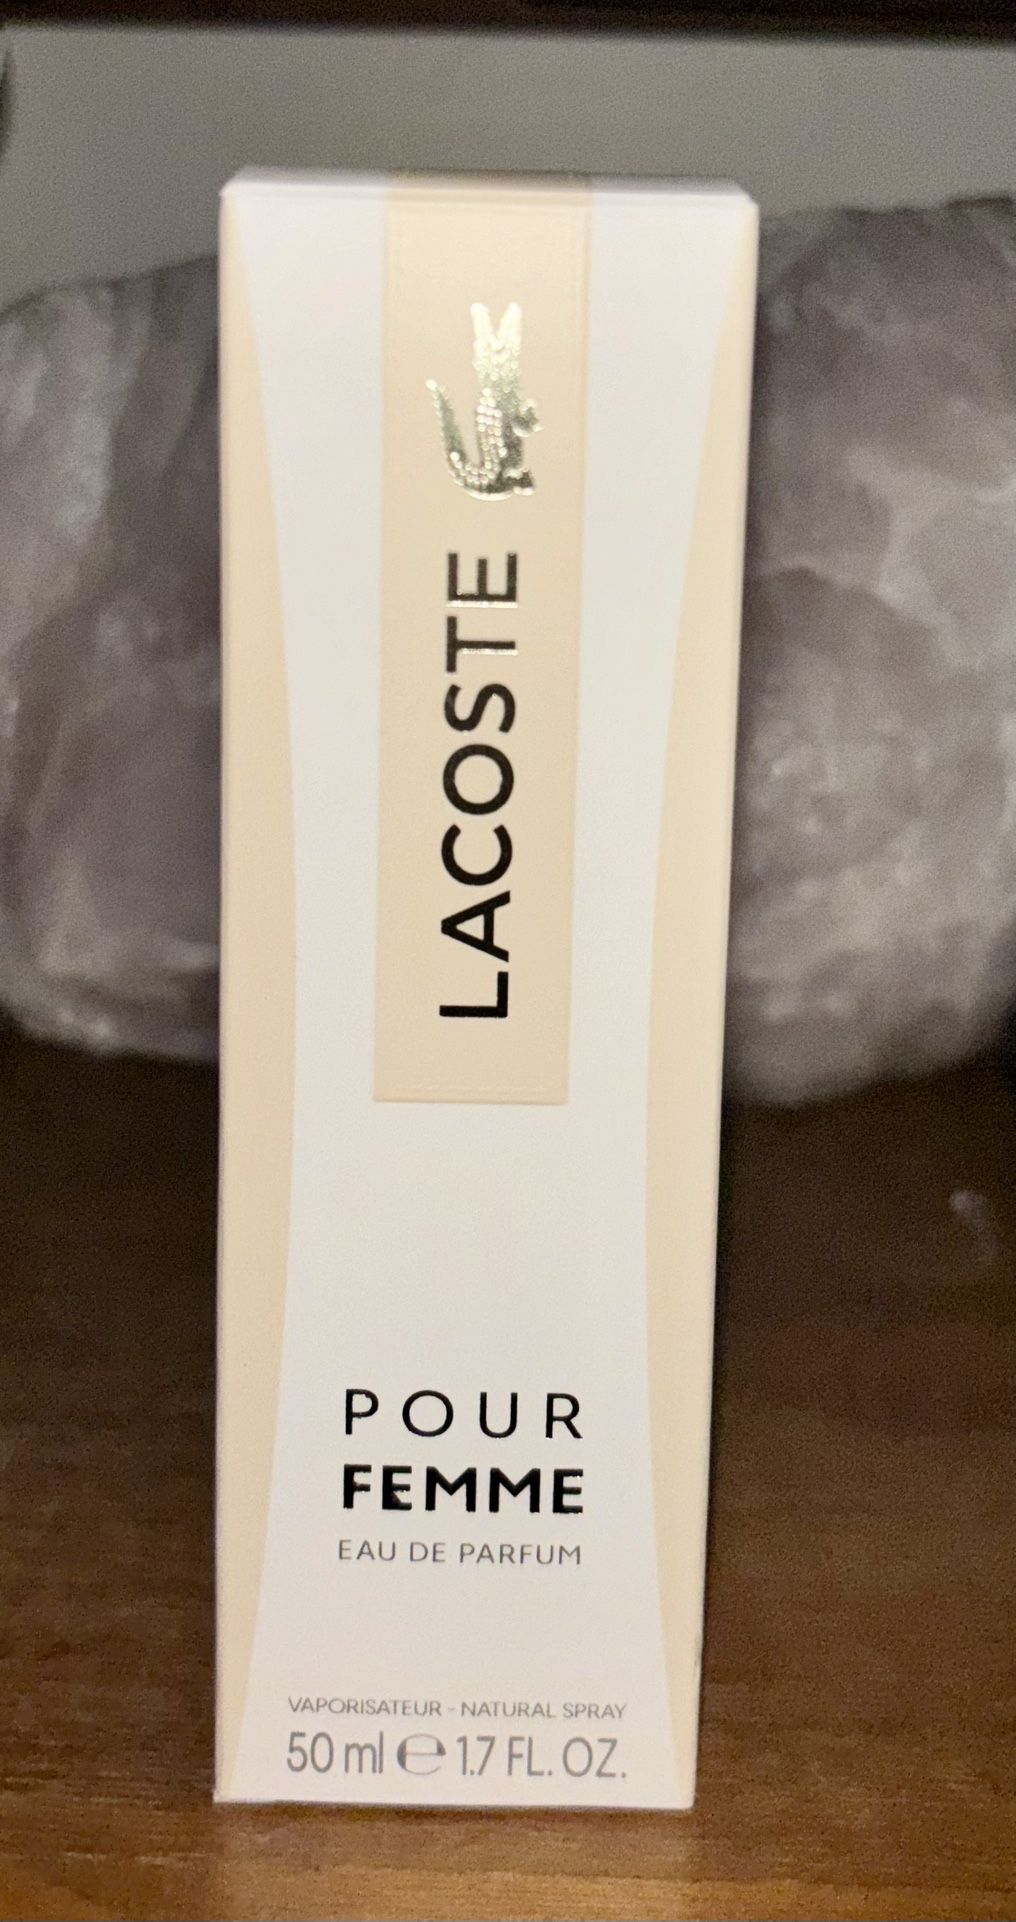 LACOSTE
POUR
FEMME
EAU DE PARFUM
VAPORISATEUR - NATURAL SPRAY
50 ml ℮ 1.7 FL. OZ.